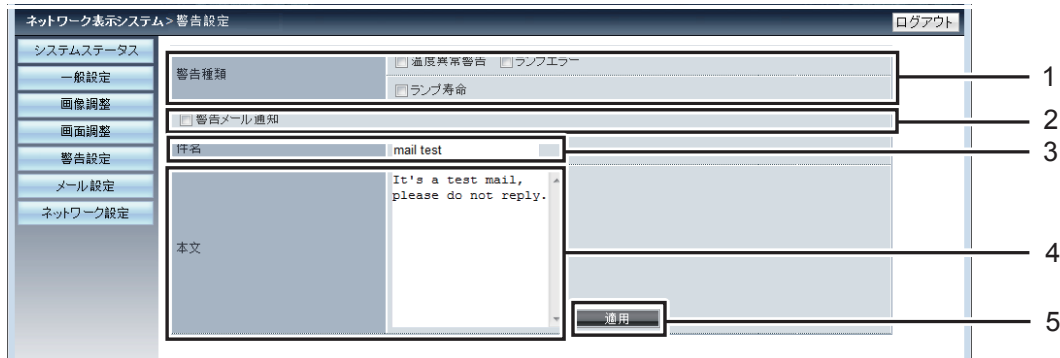 ネットワーク表示システム>警告設定
ログアウト
システムステータス
一般設定
画像調整
画面調整
警告設定
メール設定
ネットワーク設定
警告種類
温度異常警告 ランプエラー
ランプ寿命
1
警告メール通知
2
件名 mail test
3
本文
It's a test mail,
please do not reply.
4
適用
5